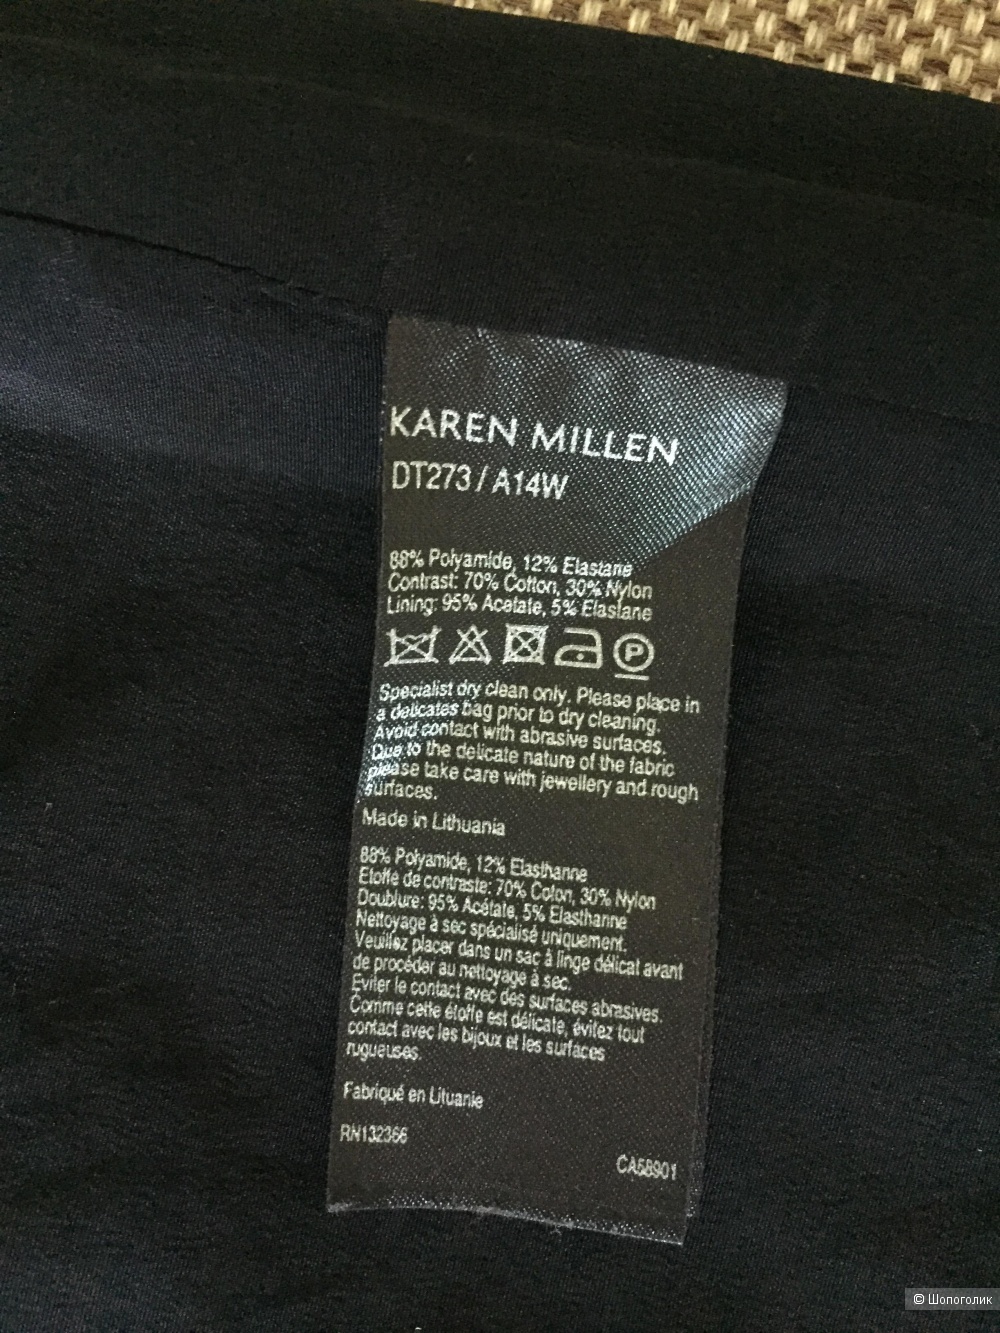 KAREN MILLEN
DT273 / A14W
88% Polyamide, 12% Elastane
Contrast: 70% Cotton, 30% Nylon
Lining: 95% Acetate, 5% Elastane
P
Specialist dry clean only. Please place in
a delicates bag prior to dry cleaning.
Avoid contact with abrasive surfaces.
Due to the delicate nature of the fabric
please take care with jewellery and rough
surfaces.
Made in Lithuania
88% Polyamide, 12% Elasthanne
Etoffe de contraste: 70% Coton, 30% Nylon
Doublure: 95% Acétate, 5% Elasthanne
Nettoyage à sec spécialisé uniquement.
Veuillez placer dans un sac à linge délicat avant
de procéder au nettoyage à sec.
Eviter le contact avec des surfaces abrasives.
Comme cette étoffe est délicate, évitez tout
contact avec les bijoux et les surfaces
rugueuses.
Fabriqué en Lituanie
RN132366
CA58901
© Шопоголик